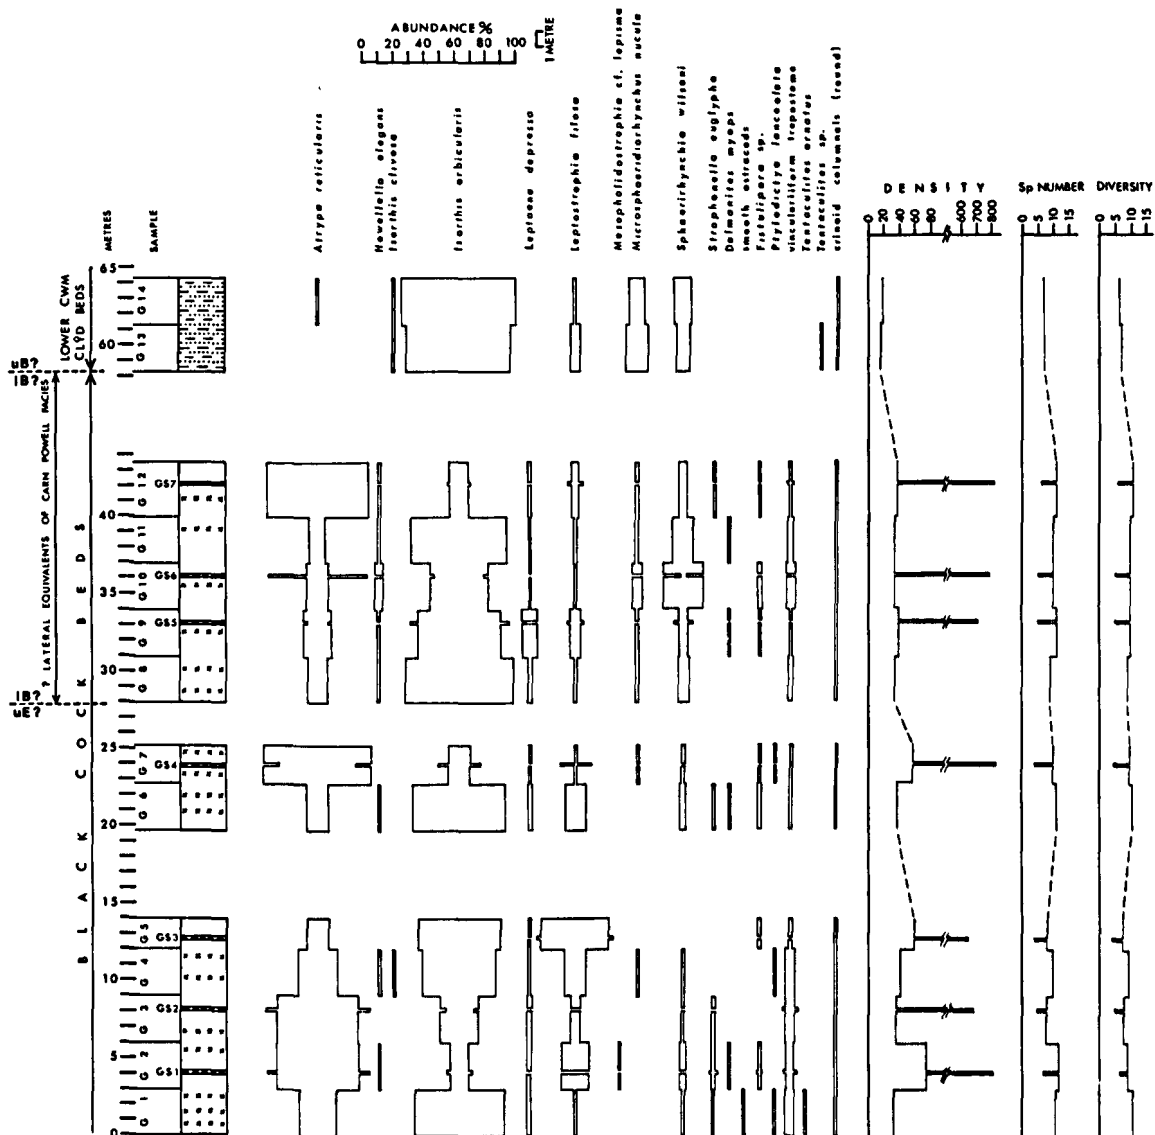 ABUNDANCE %
0 20 40 60 80 100
1 METRE
METRES
SAMPLE
Atrypa reticularis
Howellella elegans
Isorthis clivosa
Isorthis orbicularis
Leptaena depressa
Leptostrophia filosa
Mesopholidostrophia cf. lepisma
Microsphaeridiorhynchus nucula
Sphaerirhynchia wilsoni
Strophonella euglypha
Dalmanites myops
smooth ostracods
Fistulipora sp.
Ptylodictya lanceolata
vinculariiform trepostome
Tentaculites ornatus
Tentaculites sp.
crinoid columnals (round)
DENSITY
0 20 40 60 80 600 700 800
Sp NUMBER
0 5 10 15
DIVERSITY
0 5 10 15
LOWER CWM
CLŶD BEDS
65
60
G 14
G 13
uB?
lB?
? LATERAL EQUIVALENTS OF CARN POWELL FACIES
BLACK COCK BEDS
40
35
30
G 12
GS7
G 11
G 10
GS6
G 9
GS5
G 8
lB?
uE?
25
20
15
10
5
0
G 7
GS4
G 6
G 5
GS3
G 4
G 3
GS2
G 2
GS1
G 1